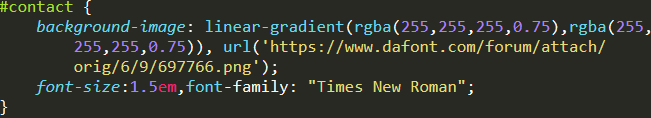 #contact {
background-image: linear-gradient(rgba(255,255,255,0.75),rgba(255,
255,255,0.75)), url('https://www.dafont.com/forum/attach/
orig/6/9/697766.png');
font-size:1.5em,font-family: "Times New Roman";
}